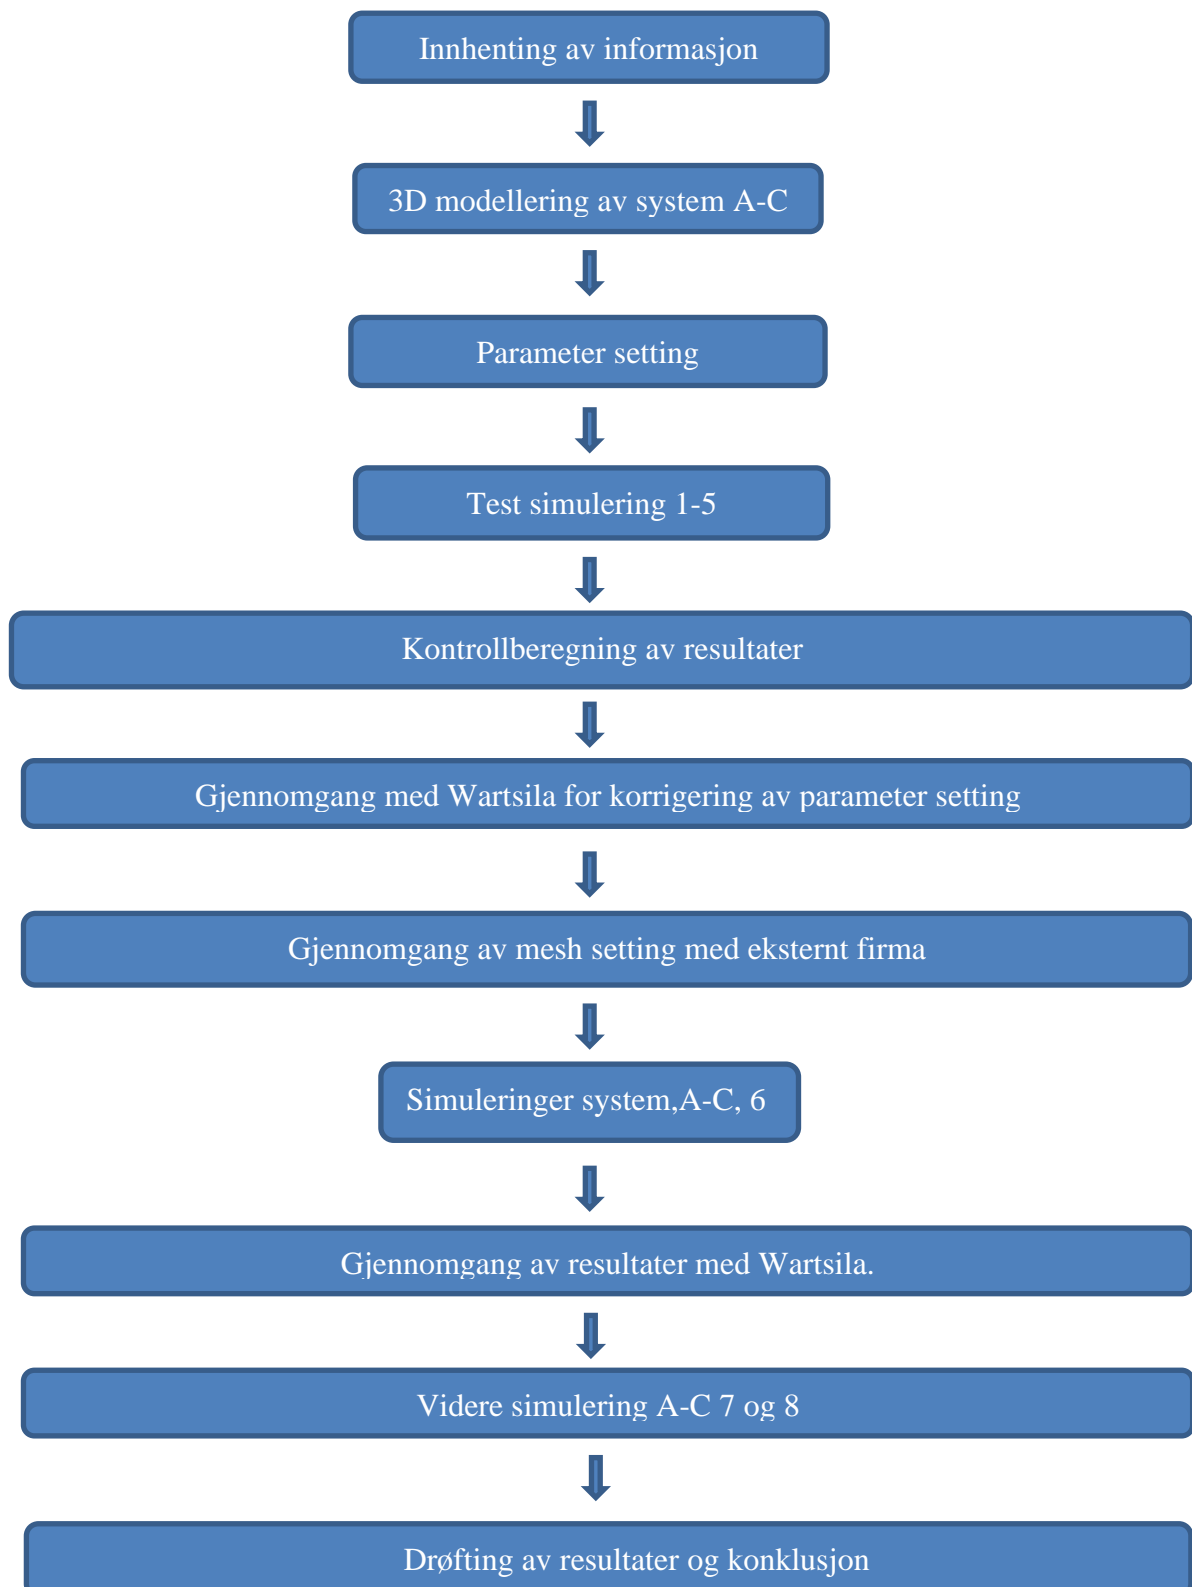 Innhenting av informasjon
3D modellering av system A-C
Parameter setting
Test simulering 1-5
Kontrollberegning av resultater
Gjennomgang med Wartsila for korrigering av parameter setting
Gjennomgang av mesh setting med eksternt firma
Simuleringer system,A-C, 6
Gjennomgang av resultater med Wartsila.
Videre simulering A-C 7 og 8
Drøfting av resultater og konklusjon